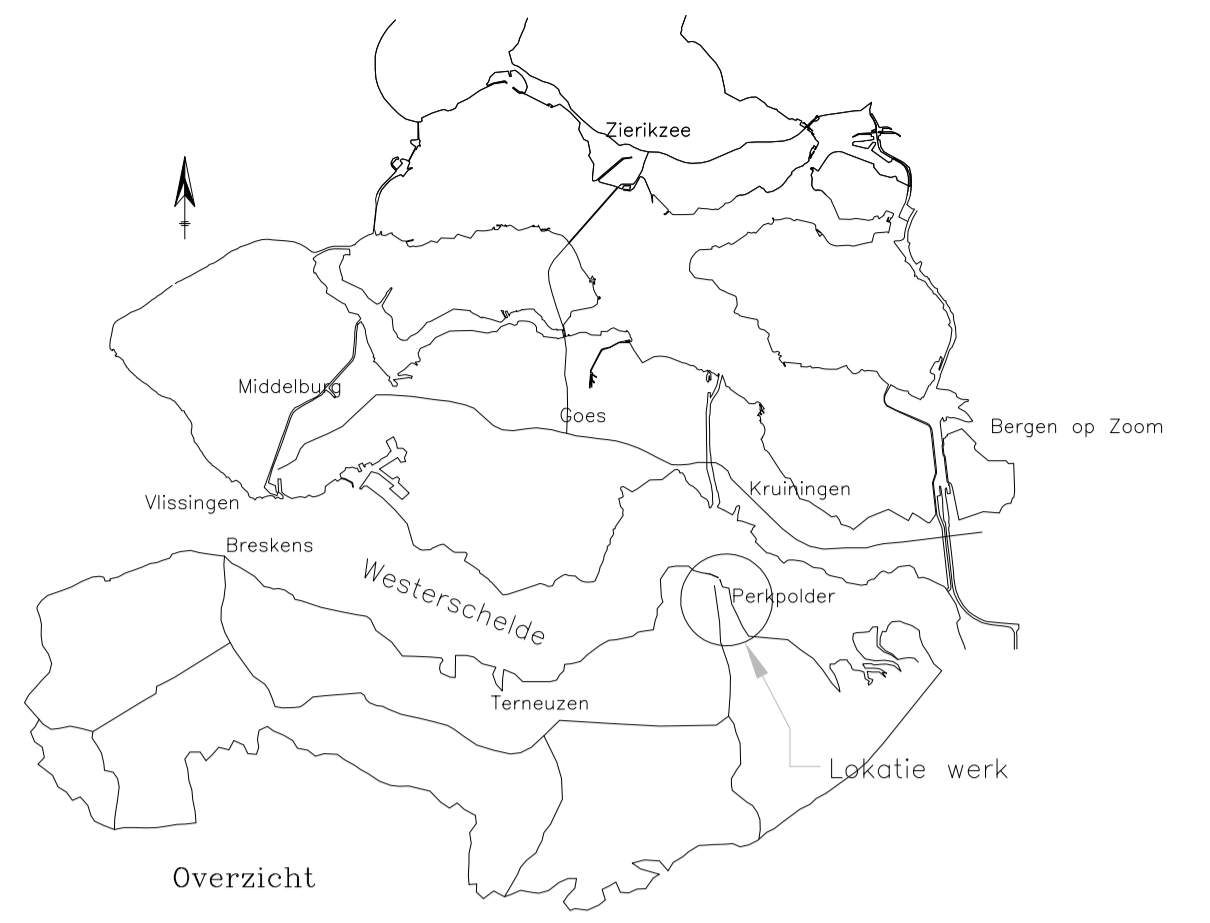 Zierikzee
Middelburg
Goes
Bergen op Zoom
Kruiningen
Vlissingen
Breskens
Westerschelde
Perkpolder
Terneuzen
Lokatie werk
Overzicht